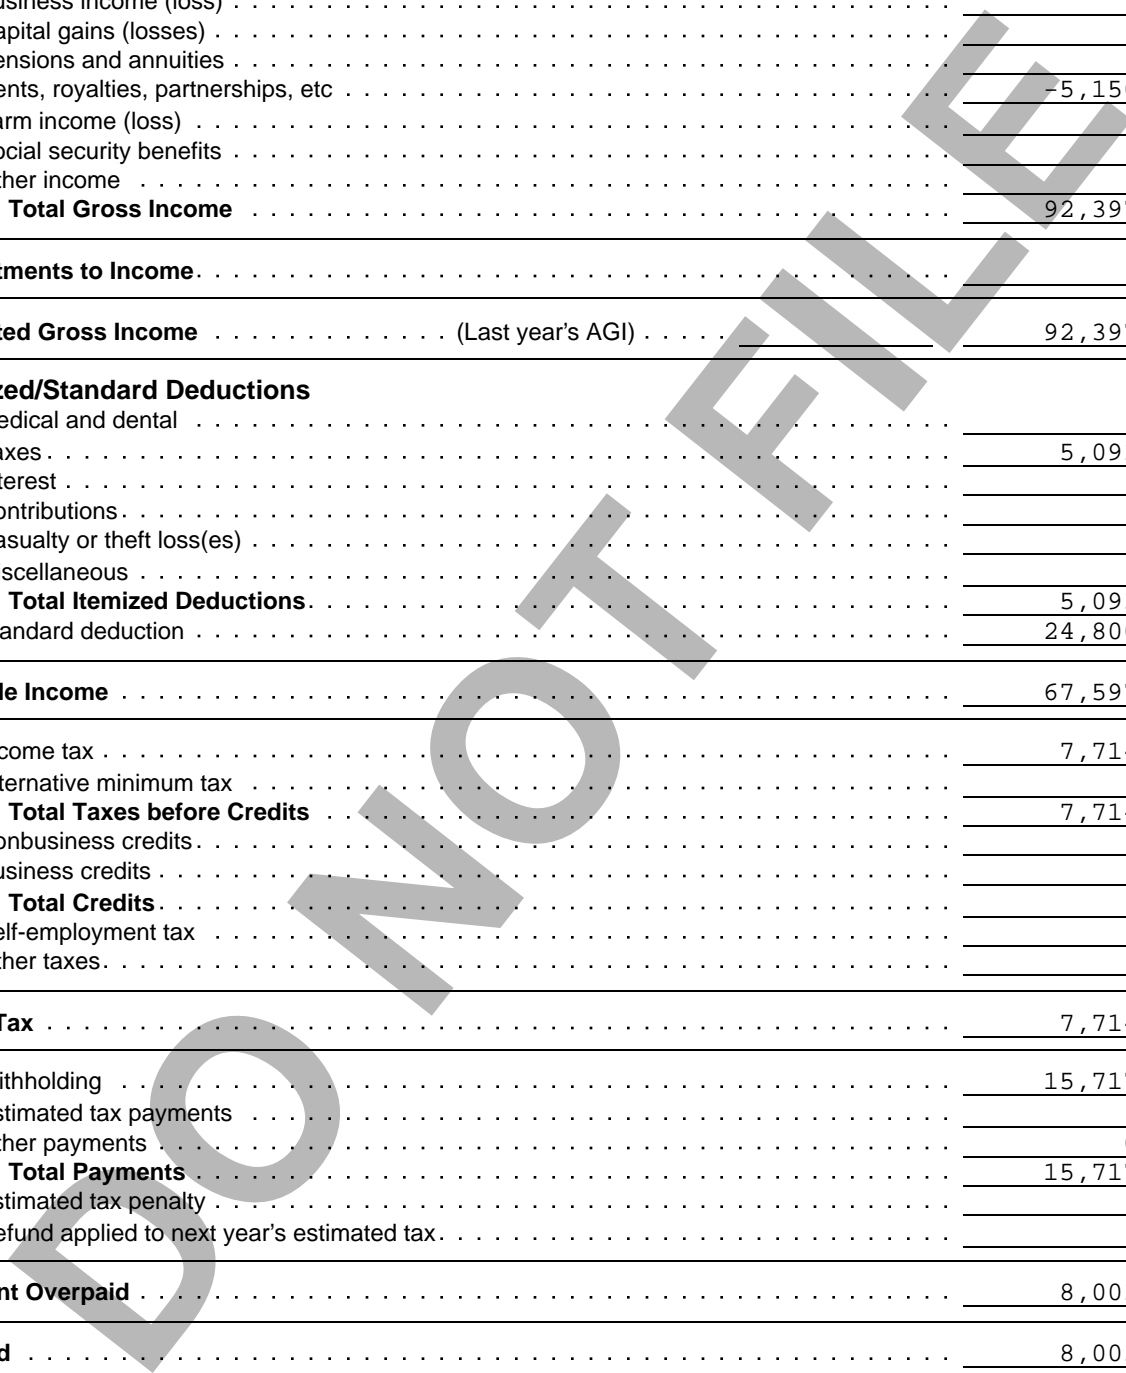 usiness income (loss)
apital gains (losses)
ensions and annuities
ents, royalties, partnerships, etc -5,15
arm income (loss)
ocial security benefits
ther income
Total Gross Income 92,39
tments to Income
ted Gross Income (Last year's AGI) 92,39
zed/Standard Deductions
edical and dental
axes 5,09
terest
ontributions
asualty or theft loss(es)
iscellaneous
Total Itemized Deductions 5,09
andard deduction 24,80
le Income 67,59
come tax 7,71
ternative minimum tax
Total Taxes before Credits 7,71
onbusiness credits
usiness credits
Total Credits
elf-employment tax
ther taxes
Tax 7,71
ithholding 15,71
stimated tax payments
ther payments
Total Payments 15,71
stimated tax penalty
efund applied to next year's estimated tax
nt Overpaid 8,00
d 8,00
DO NOT FILE